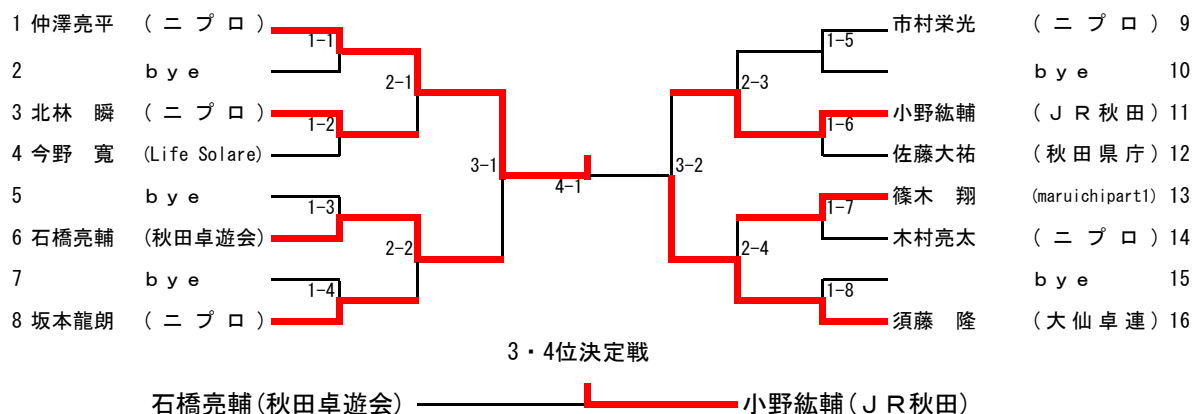 1 仲澤亮平 (ニプロ)
1-1
2 bye
2-1
3 北林 瞬 (ニプロ)
1-2
4 今野 寛 (Life Solare)
3-1
5 bye
1-3
6 石橋亮輔 (秋田卓遊会)
2-2
7 bye
1-4
8 坂本龍朗 (ニプロ)
4-1
市村栄光 (ニプロ) 9
1-5
bye 10
2-3
小野紘輔 (JR秋田) 11
1-6
佐藤大祐 (秋田県庁) 12
3-2
篠木 翔 (maruichipart1) 13
1-7
木村亮太 (ニプロ) 14
2-4
bye 15
1-8
須藤 隆 (大仙卓連) 16
3・4位決定戦
石橋亮輔(秋田卓遊会) 小野紘輔(JR秋田)